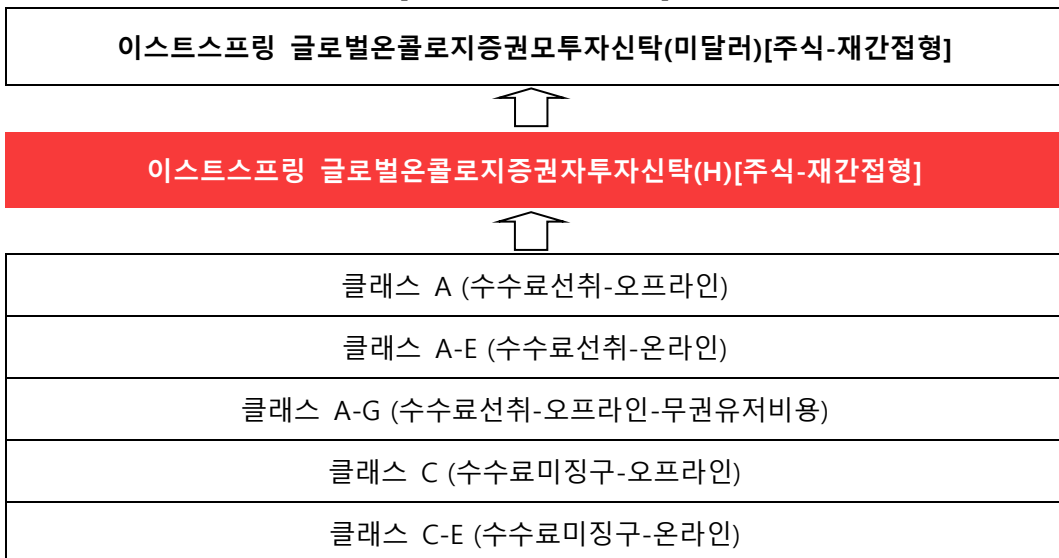 이스트스프링 글로벌온콜로지증권모투자신탁(미달러)[주식-재간접형]
이스트스프링 글로벌온콜로지증권자투자신탁(H)[주식-재간접형]
클래스 A (수수료선취-오프라인)
클래스 A-E (수수료선취-온라인)
클래스 A-G (수수료선취-오프라인-무권유저비용)
클래스 C (수수료미징구-오프라인)
클래스 C-E (수수료미징구-온라인)